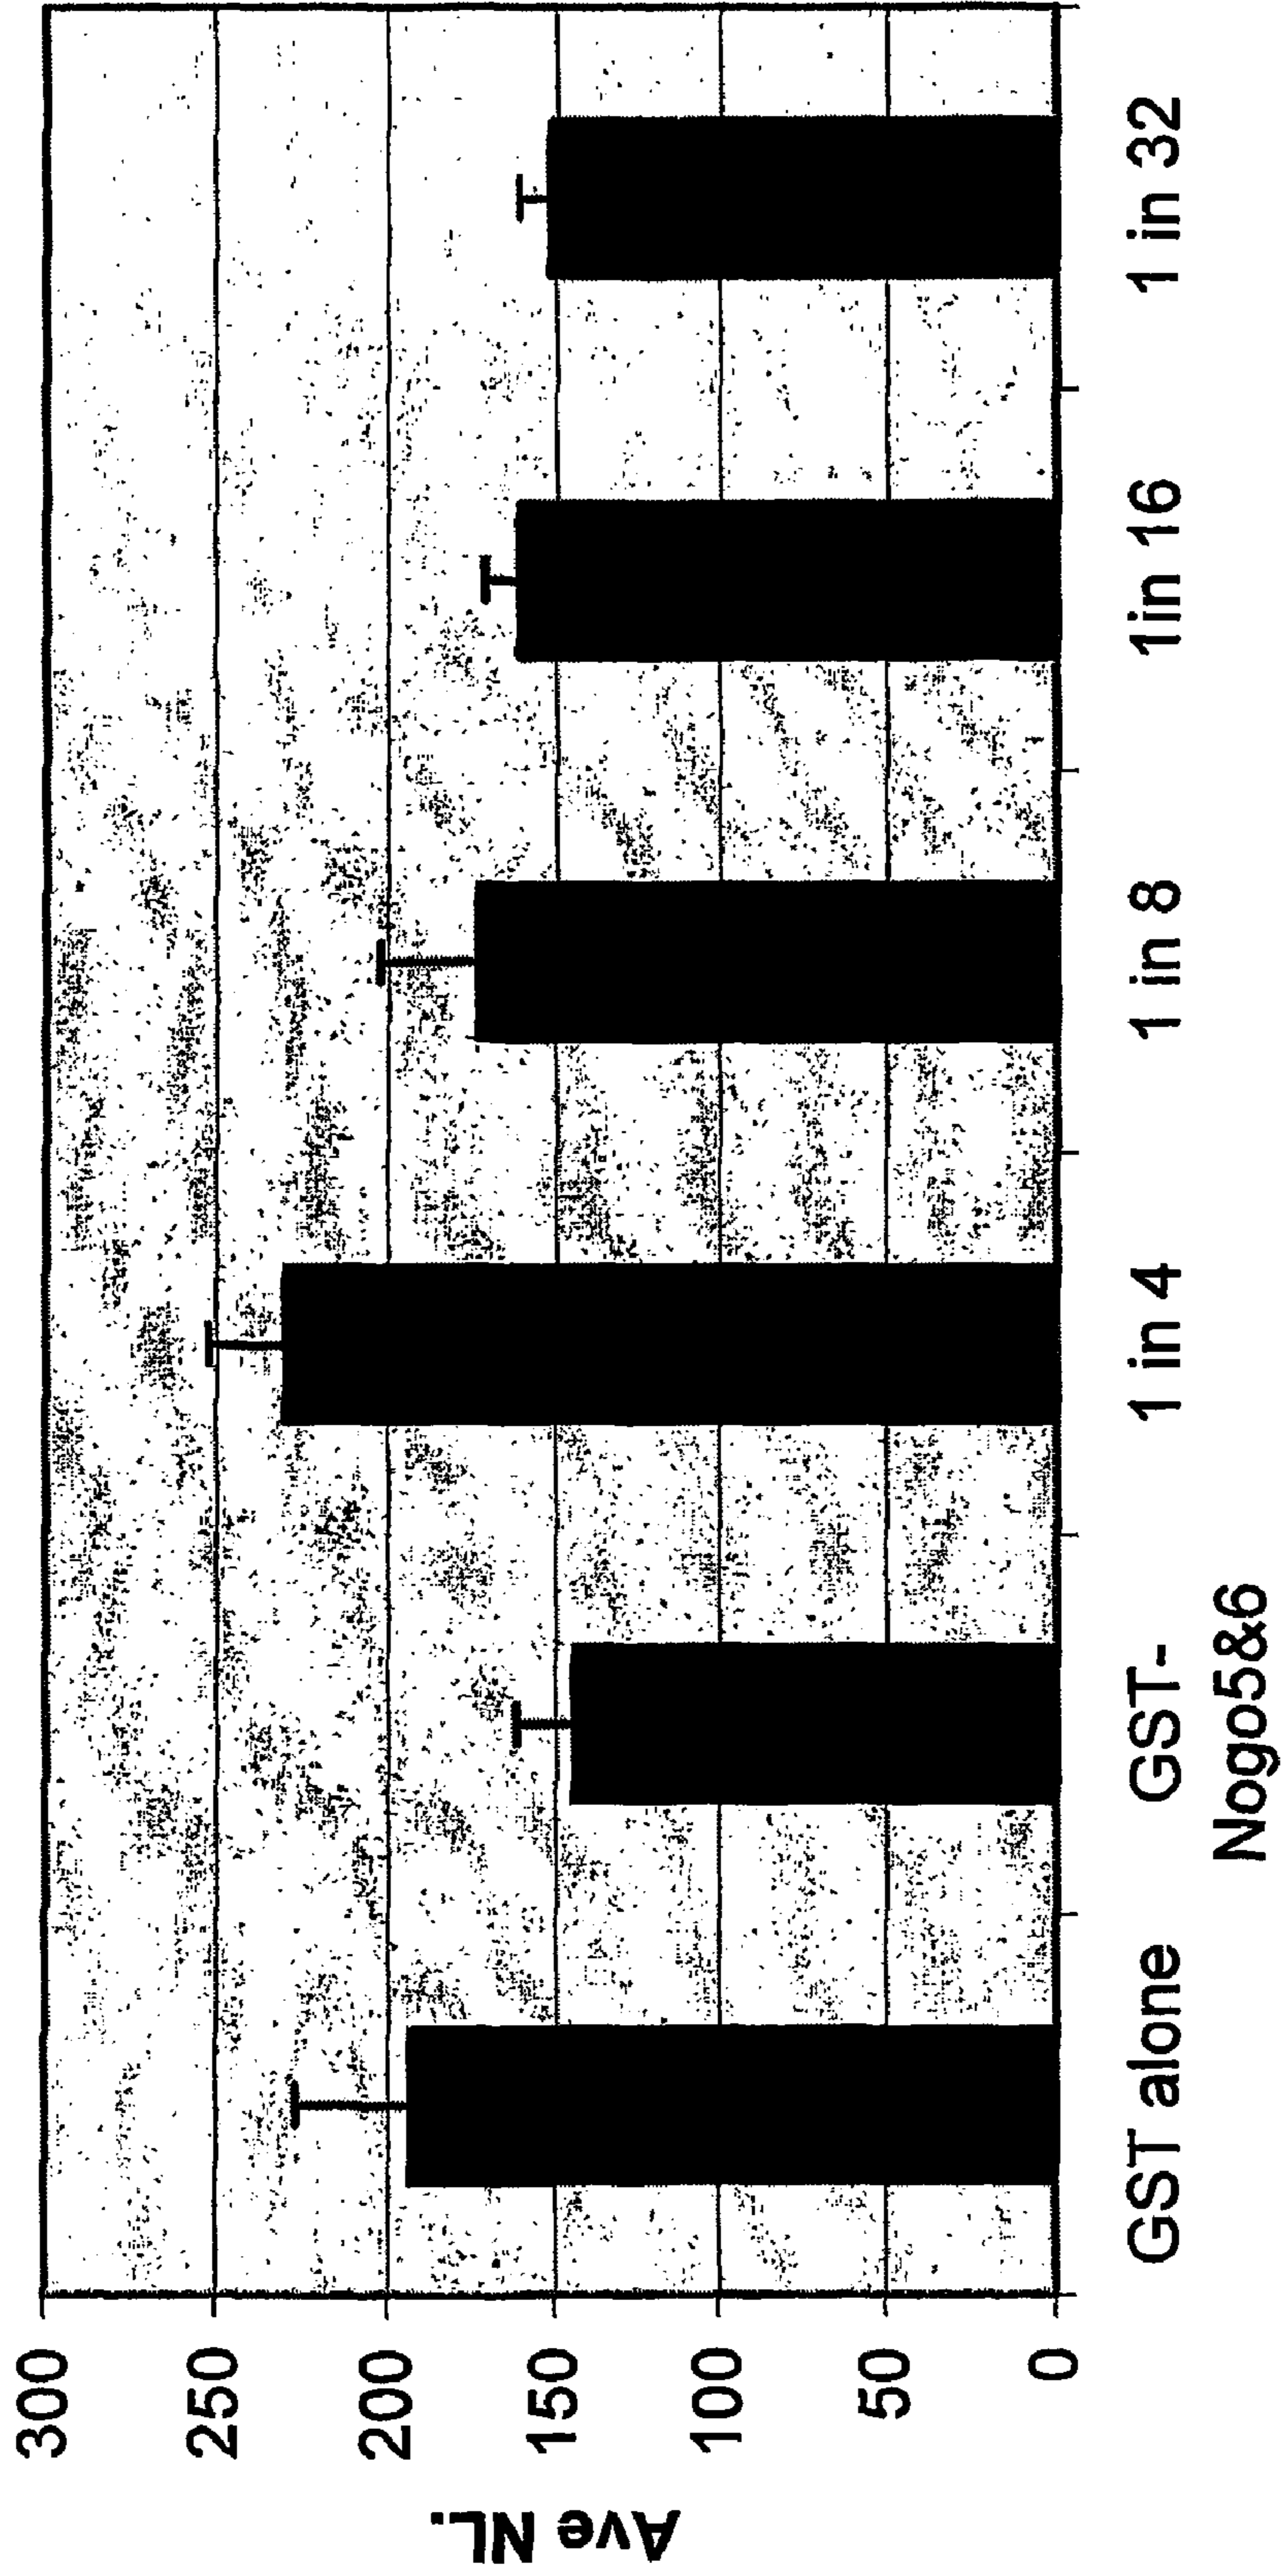 Ave NL.
300
250
200
150
100
50
0
GST alone
GST-
Nogo5&6
1 in 4
1 in 8
1in 16
1 in 32